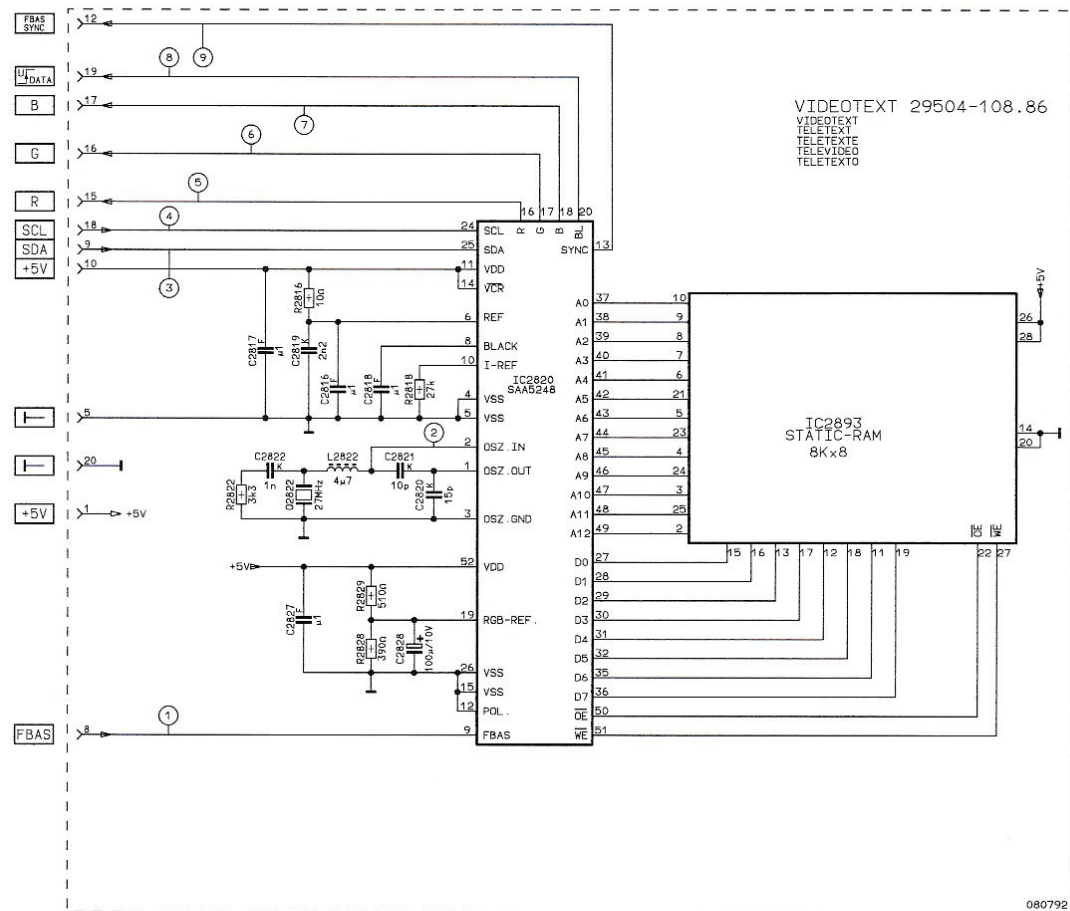 FBAS SYNC 12
9
8
U DATA 19
B 17
7
VIDEOTEXT 29504-108.86
VIDEOTEXT
TELETEXT
TELETEXTE
TELEVIDEO
TELETEXTO
G 16
6
R 15
5
16 17 18 20
R G B BL
SCL 18
4
24 SCL
SYNC 13
SDA 9
3
25 SDA
+5V 10
11 VDD
14 VCR
R2816 10Ω
6 REF
8 BLACK
10 I-REF
C2817 F µ1
C2819 K 2n2
C2816 F µ1
C2818 F µ1
R2818 27k
IC2820
SAA5248
4 VSS
5
5 VSS
2
2 OSZ.IN
20
C2822 K 1n
L2822 4µ7
C2821 K 10p
1 OSZ.OUT
R2822 3k3
Q2822 27MHz
C2820 K 15p
+5V 1 +5V
3 OSZ.GND
+5V
52 VDD
C2827 F µ1
R2829 510Ω
19 RGB-REF.
R2828 390Ω
C2828 100µ/10V +
26 VSS
15 VSS
12 POL.
FBAS 8
1
9 FBAS
A0 37 10
A1 38 9
A2 39 8
A3 40 7
A4 41 6
A5 42 21
A6 43 5
A7 44 23
A8 45 4
A9 46 24
A10 47 3
A11 48 25
A12 49 2
IC2893
STATIC-RAM
8Kx8
+5V
26
28
14
20
OE WE
15 16 13 17 12 18 11 19 22 27
D0 27
D1 28
D2 29
D3 30
D4 31
D5 32
D6 35
D7 36
OE 50
WE 51
080792